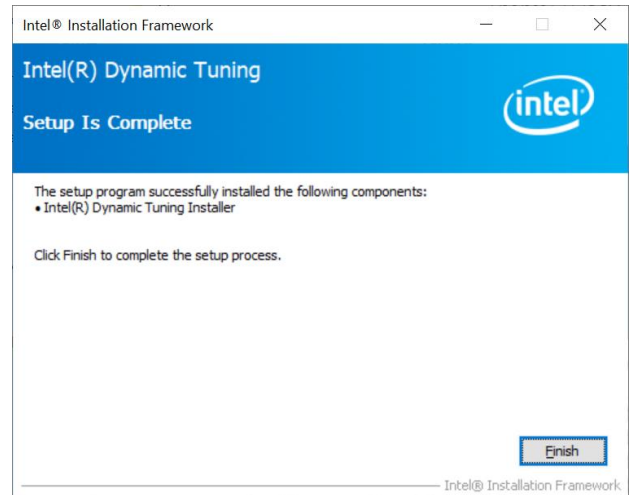 Intel® Installation Framework
Intel(R) Dynamic Tuning
Setup Is Complete
intel
The setup program successfully installed the following components:
• Intel(R) Dynamic Tuning Installer
Click Finish to complete the setup process.
Finish
Intel® Installation Framework